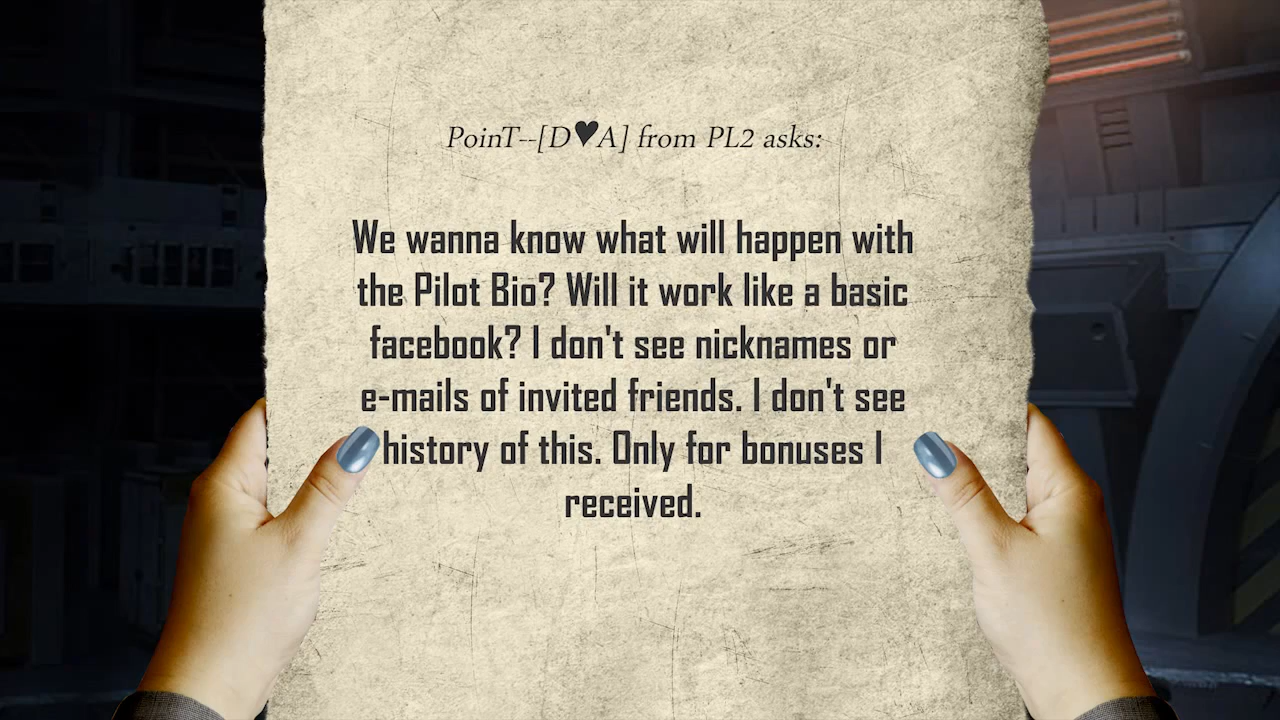 PoinT--[D♥A] from PL2 asks:
We wanna know what will happen with
the Pilot Bio? Will it work like a basic
facebook? I don't see nicknames or
e-mails of invited friends. I don't see
history of this. Only for bonuses I
received.